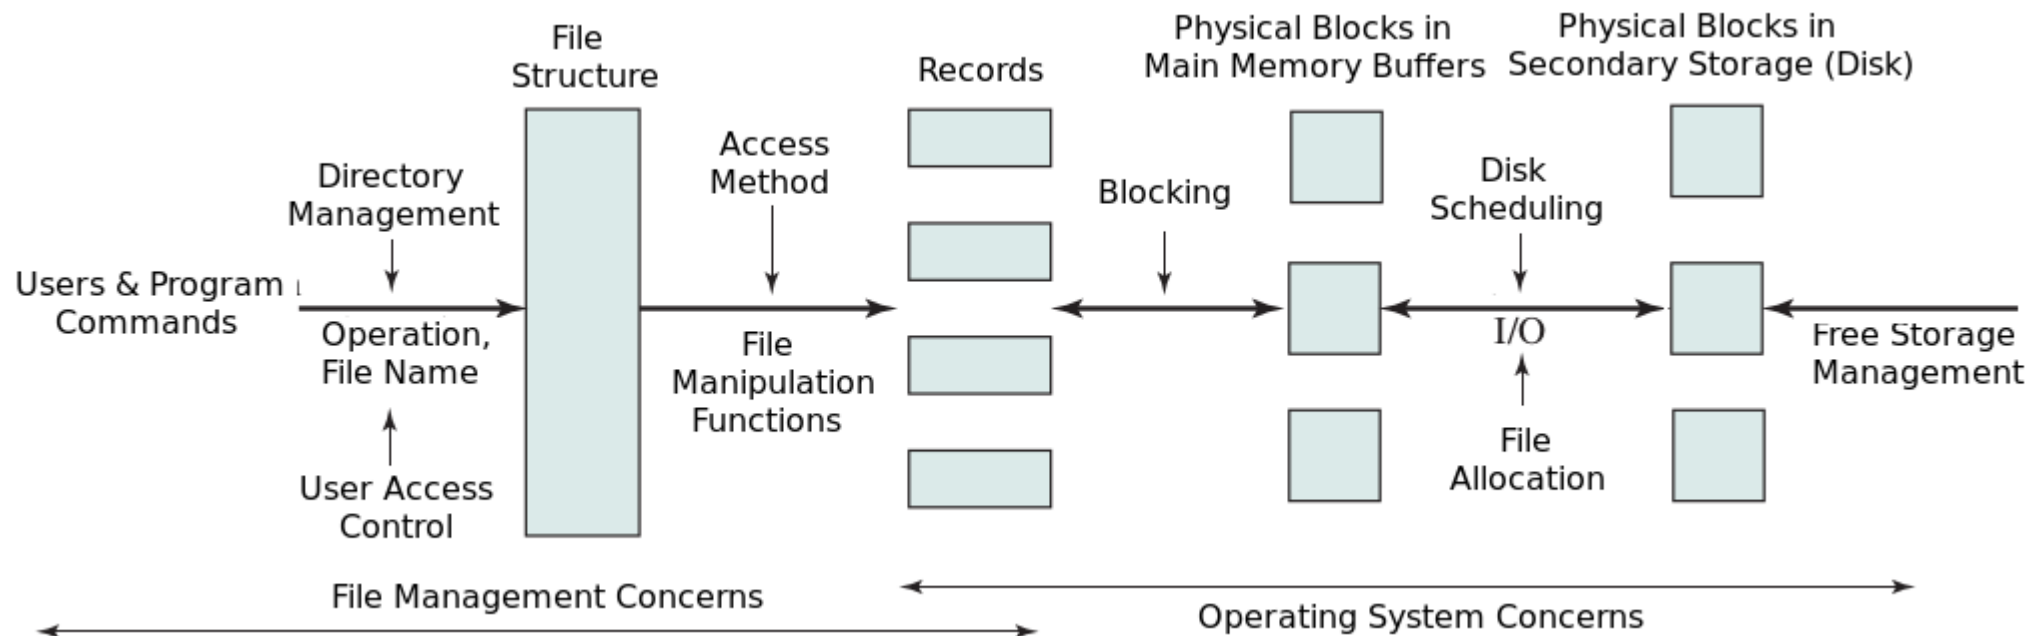 File
Structure
Records
Physical Blocks in
Main Memory Buffers
Physical Blocks in
Secondary Storage (Disk)
Directory
Management
Access
Method
Blocking
Disk
Scheduling
Users & Program
Commands
Operation,
File Name
File
Manipulation
Functions
I/O
Free Storage
Management
User Access
Control
File
Allocation
File Management Concerns
Operating System Concerns